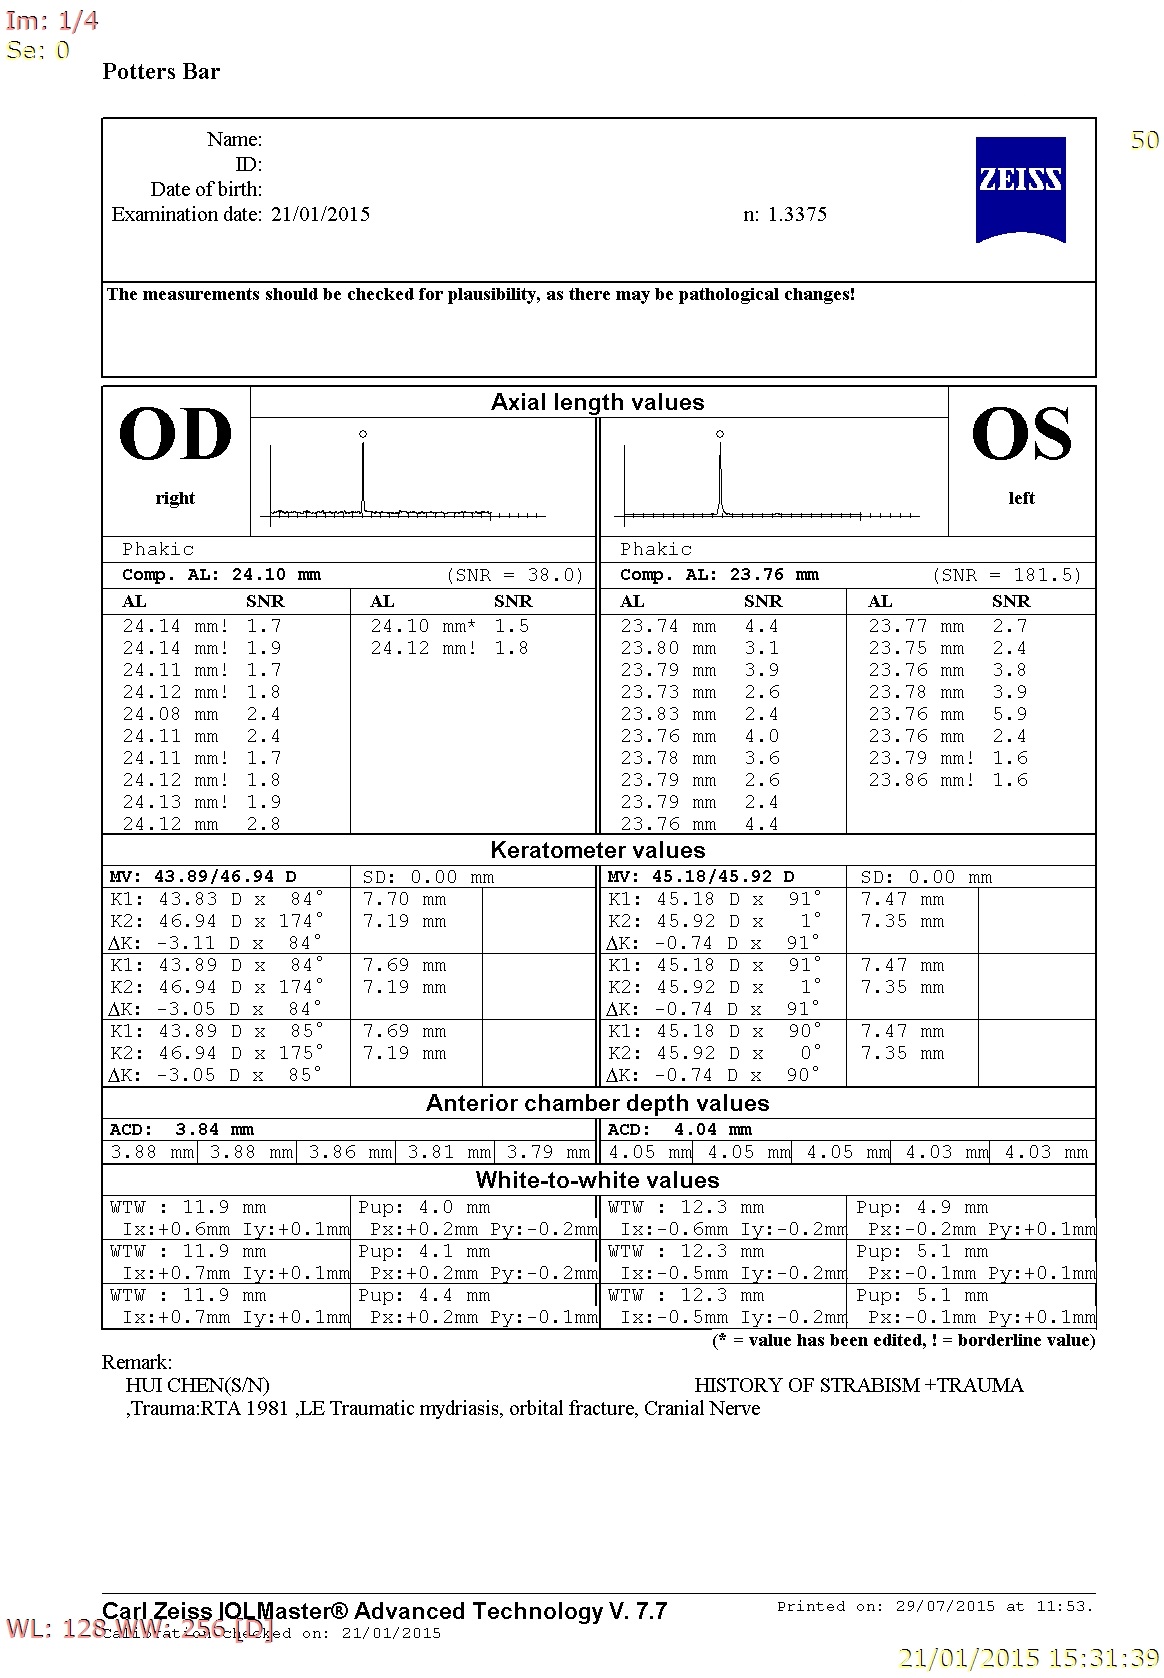 Im: 1/4
Se: 0
Potters Bar
50
Name:
ID:
Date of birth:
Examination date: 21/01/2015 n: 1.3375
ZEISS
The measurements should be checked for plausibility, as there may be pathological changes!
OD right
Axial length values
OS left
Phakic Phakic
Comp. AL: 24.10 mm (SNR = 38.0) Comp. AL: 23.76 mm (SNR = 181.5)
AL SNR AL SNR AL SNR AL SNR
24.14 mm! 1.7 24.10 mm* 1.5 23.74 mm 4.4 23.77 mm 2.7
24.14 mm! 1.9 24.12 mm! 1.8 23.80 mm 3.1 23.75 mm 2.4
24.11 mm! 1.7 23.79 mm 3.9 23.76 mm 3.8
24.12 mm! 1.8 23.73 mm 2.6 23.78 mm 3.9
24.08 mm 2.4 23.83 mm 2.4 23.76 mm 5.9
24.11 mm 2.4 23.76 mm 4.0 23.76 mm 2.4
24.11 mm! 1.7 23.78 mm 3.6 23.79 mm! 1.6
24.12 mm! 1.8 23.79 mm 2.6 23.86 mm! 1.6
24.13 mm! 1.9 23.79 mm 2.4
24.12 mm 2.8 23.76 mm 4.4
Keratometer values
MV: 43.89/46.94 D SD: 0.00 mm MV: 45.18/45.92 D SD: 0.00 mm
K1: 43.83 D x 84° 7.70 mm K1: 45.18 D x 91° 7.47 mm
K2: 46.94 D x 174° 7.19 mm K2: 45.92 D x 1° 7.35 mm
ΔK: -3.11 D x 84° ΔK: -0.74 D x 91°
K1: 43.89 D x 84° 7.69 mm K1: 45.18 D x 91° 7.47 mm
K2: 46.94 D x 174° 7.19 mm K2: 45.92 D x 1° 7.35 mm
ΔK: -3.05 D x 84° ΔK: -0.74 D x 91°
K1: 43.89 D x 85° 7.69 mm K1: 45.18 D x 90° 7.47 mm
K2: 46.94 D x 175° 7.19 mm K2: 45.92 D x 0° 7.35 mm
ΔK: -3.05 D x 85° ΔK: -0.74 D x 90°
Anterior chamber depth values
ACD: 3.84 mm ACD: 4.04 mm
3.88 mm 3.88 mm 3.86 mm 3.81 mm 3.79 mm 4.05 mm 4.05 mm 4.05 mm 4.03 mm 4.03 mm
White-to-white values
WTW : 11.9 mm Pup: 4.0 mm WTW : 12.3 mm Pup: 4.9 mm
Ix:+0.6mm Iy:+0.1mm Px:+0.2mm Py:-0.2mm Ix:-0.6mm Iy:-0.2mm Px:-0.2mm Py:+0.1mm
WTW : 11.9 mm Pup: 4.1 mm WTW : 12.3 mm Pup: 5.1 mm
Ix:+0.7mm Iy:+0.1mm Px:+0.2mm Py:-0.2mm Ix:-0.5mm Iy:-0.2mm Px:-0.1mm Py:+0.1mm
WTW : 11.9 mm Pup: 4.4 mm WTW : 12.3 mm Pup: 5.1 mm
Ix:+0.7mm Iy:+0.1mm Px:+0.2mm Py:-0.1mm Ix:-0.5mm Iy:-0.2mm Px:-0.1mm Py:+0.1mm
(* = value has been edited, ! = borderline value)
Remark:
HUI CHEN(S/N) HISTORY OF STRABISM +TRAUMA
,Trauma:RTA 1981 ,LE Traumatic mydriasis, orbital fracture, Cranial Nerve
Carl Zeiss IOLMaster® Advanced Technology V. 7.7 Printed on: 29/07/2015 at 11:53.
WL: 128 WW: 256 [D]
Calibration checked on: 21/01/2015
21/01/2015 15:31:39